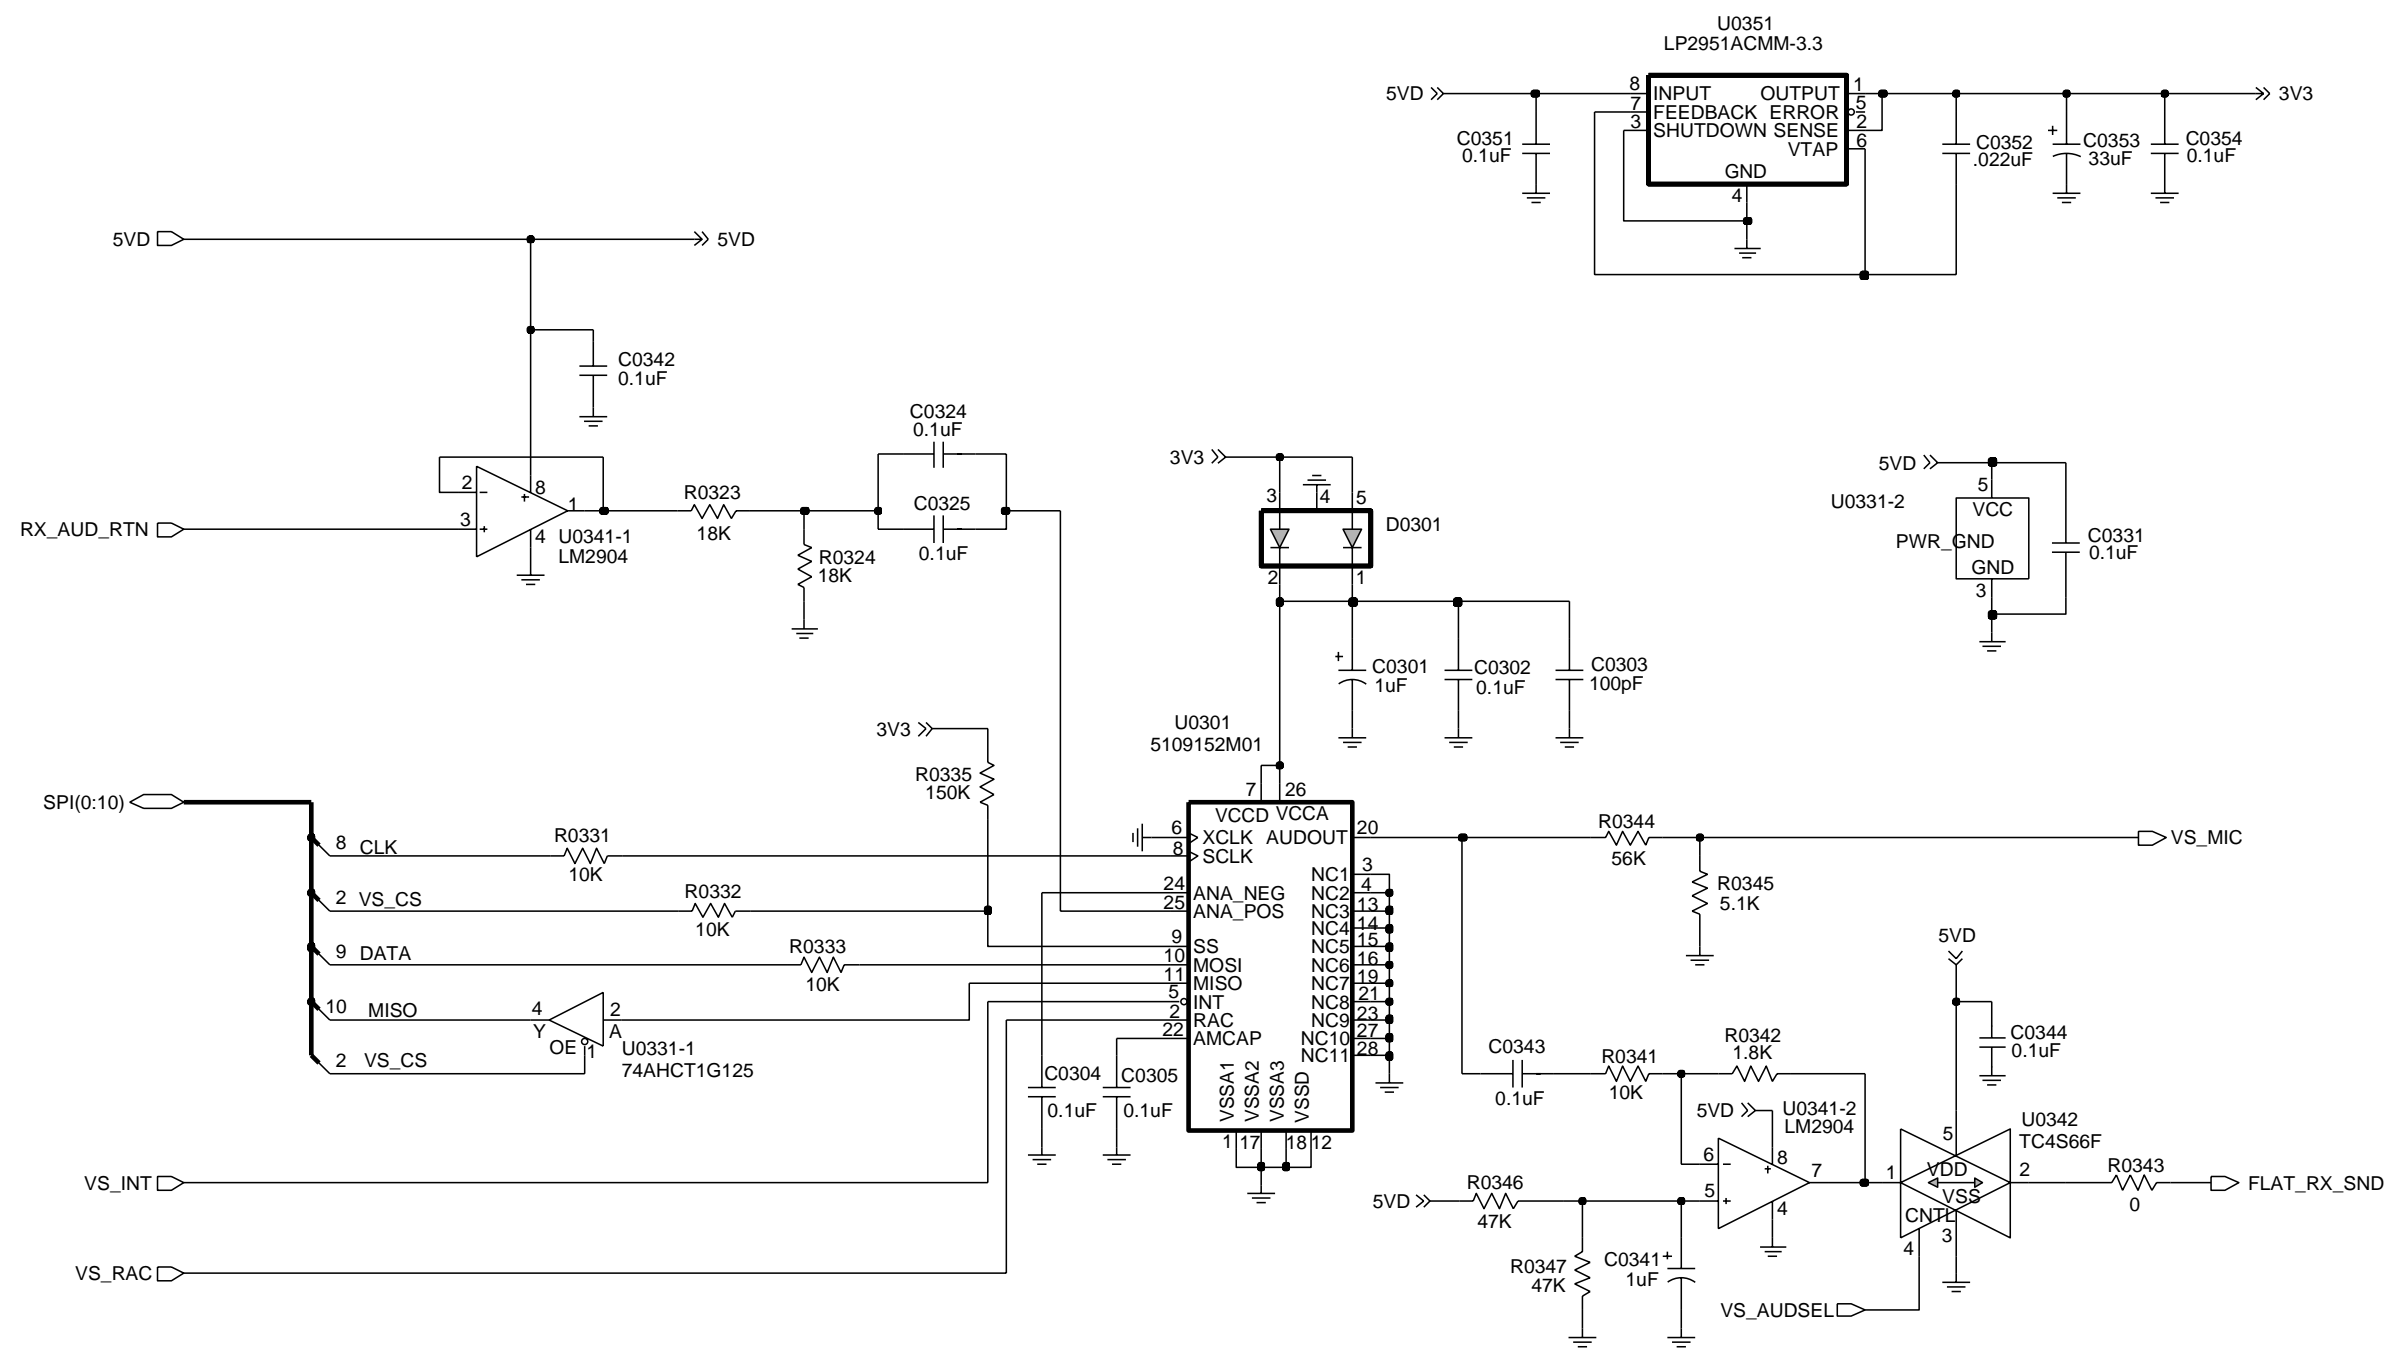 U0351
LP2951ACMM-3.3
5VD
8 INPUT OUTPUT 1
7 FEEDBACK ERROR 5
3 SHUTDOWN SENSE 2
VTAP 6
GND
4
3V3
C0351
0.1uF
C0352
.022uF
+
C0353
33uF
C0354
0.1uF
5VD
5VD
C0342
0.1uF
C0324
0.1uF
C0325
0.1uF
2 −
+ 8
1
3 +
4
RX_AUD_RTN
U0341-1
LM2904
R0323
18K
R0324
18K
3V3
3 4 5
D0301
2 1
5VD
5
U0331-2
VCC
PWR_GND
GND
3
C0331
0.1uF
+
C0301
1uF
C0302
0.1uF
C0303
100pF
U0301
5109152M01
3V3
R0335
150K
SPI(0:10)
8 CLK
R0331
10K
2 VS_CS
R0332
10K
9 DATA
R0333
10K
10 MISO
4 2
Y A
OE 1
U0331-1
74AHCT1G125
2 VS_CS
7 26
VCCD VCCA
6 XCLK AUDOUT 20
8 SCLK
NC1 3
24 ANA_NEG NC2 4
25 ANA_POS NC3 13
NC4 14
9 SS NC5 15
10 MOSI NC6 16
11 MISO NC7 19
5 INT NC8 21
2 RAC NC9 23
22 AMCAP NC10 27
NC11 28
VSSA1
VSSA2
VSSA3
VSSD
1 17 18 12
C0304
0.1uF
C0305
0.1uF
VS_INT
VS_RAC
R0344
56K
VS_MIC
R0345
5.1K
5VD
C0344
0.1uF
C0343
0.1uF
R0341
10K
R0342
1.8K
5VD
U0341-2
LM2904
6 −
+ 8
7
5 +
4
5VD
R0346
47K
R0347
47K
C0341 +
1uF
U0342
TC4S66F
5
1 VDD 2
VSS
CNTL
4 3
R0343
0
FLAT_RX_SND
VS_AUDSEL